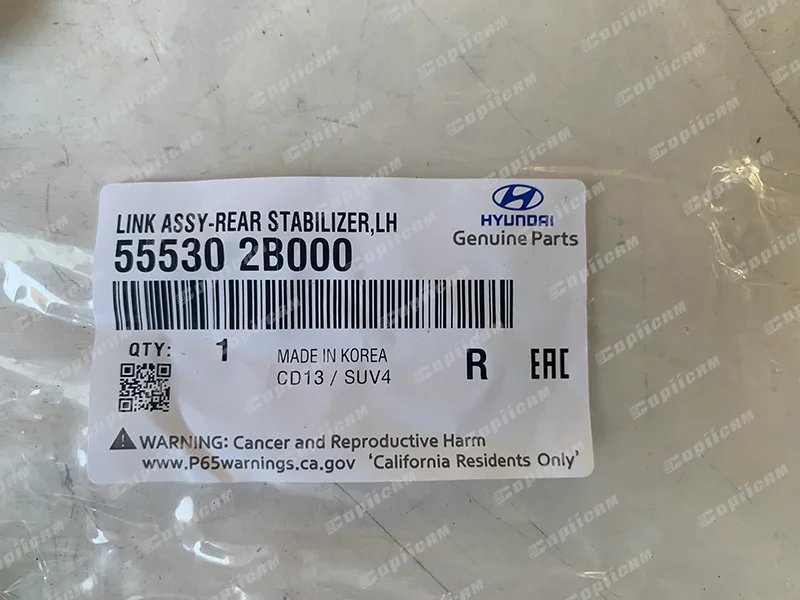 LINK ASSY-REAR STABILIZER,LH
55530 2B000
HYUNDAI
Genuine Parts
QTY: 1
MADE IN KOREA
CD13 / SUV4
R
EAC
WARNING: Cancer and Reproductive Harm
www.P65warnings.ca.gov 'California Residents Only'
CopiiCAM